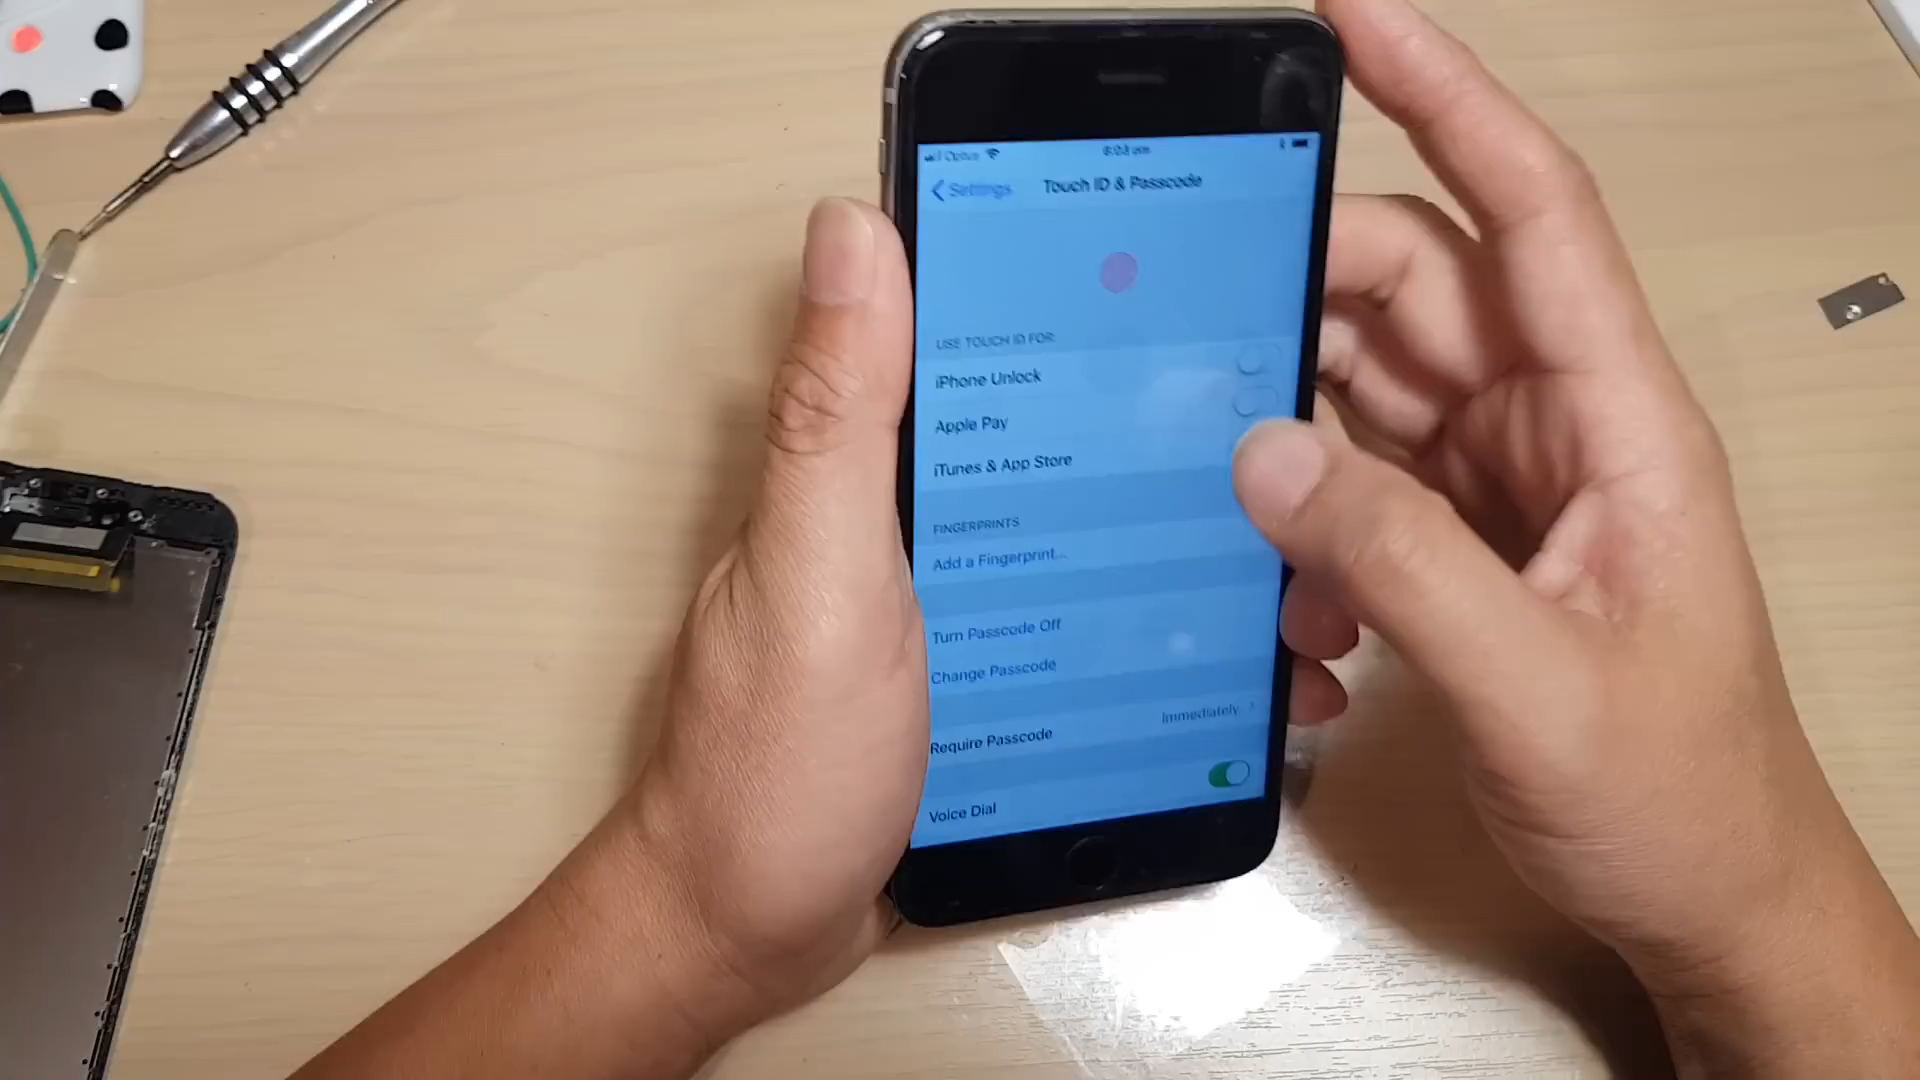 Optus
Settings
Touch ID & Passcode
USE TOUCH ID FOR:
iPhone Unlock
Apple Pay
iTunes & App Store
FINGERPRINTS
Add a Fingerprint...
Turn Passcode Off
Change Passcode
Require Passcode
Immediately
Voice Dial